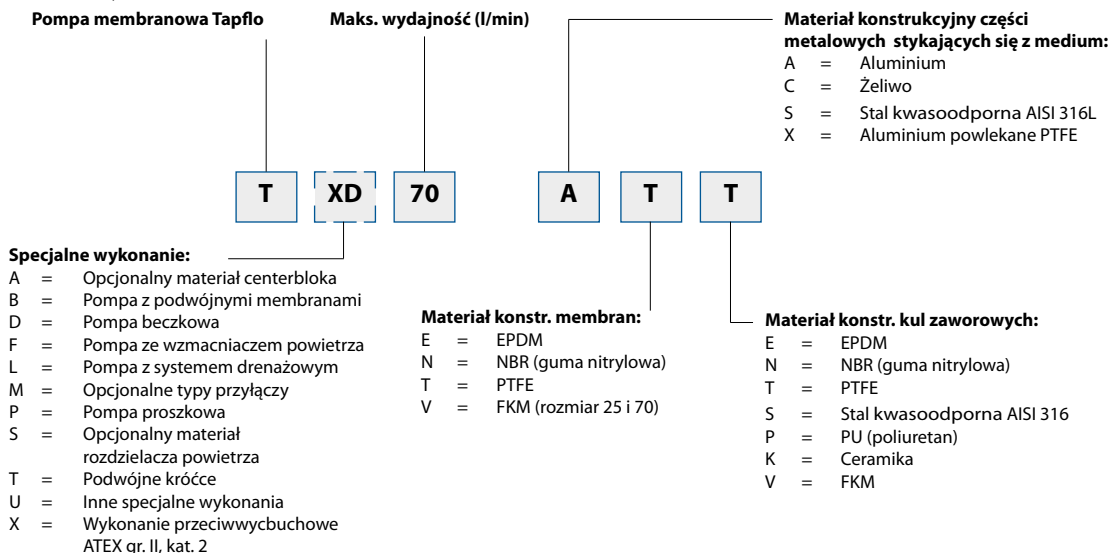 Pompa membranowa Tapflo
Maks. wydajność (l/min)
Materiał konstrukcyjny części
metalowych stykających się z medium:
A = Aluminium
C = Żeliwo
S = Stal kwasoodporna AISI 316L
X = Aluminium powlekane PTFE
T XD 70 A T T
Specjalne wykonanie:
A = Opcjonalny materiał centerbloka
B = Pompa z podwójnymi membranami
D = Pompa beczkowa
F = Pompa ze wzmacniaczem powietrza
L = Pompa z systemem drenażowym
M = Opcjonalne typy przyłączy
P = Pompa proszkowa
S = Opcjonalny materiał
rozdzielacza powietrza
T = Podwójne króćce
U = Inne specjalne wykonania
X = Wykonanie przeciwwycbuchowe
ATEX gr. II, kat. 2
Materiał konstr. membran:
E = EPDM
N = NBR (guma nitrylowa)
T = PTFE
V = FKM (rozmiar 25 i 70)
Materiał konstr. kul zaworowych:
E = EPDM
N = NBR (guma nitrylowa)
T = PTFE
S = Stal kwasoodporna AISI 316
P = PU (poliuretan)
K = Ceramika
V = FKM